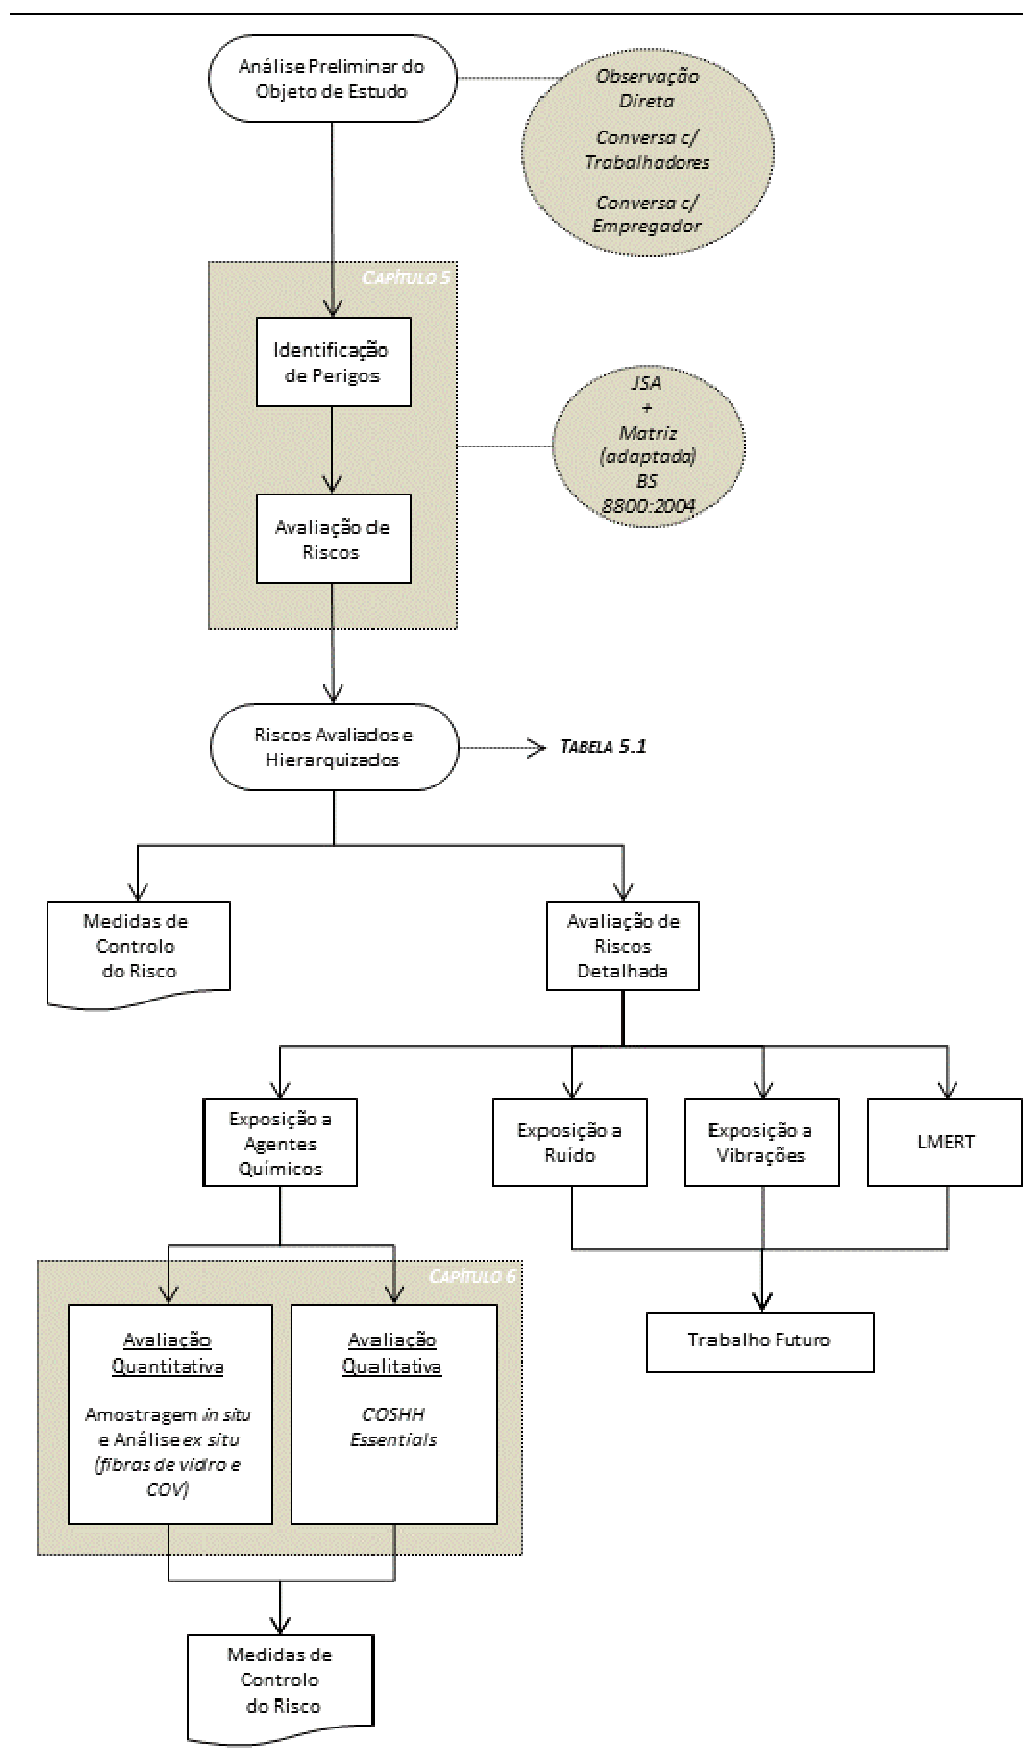 Análise Preliminar do
Objeto de Estudo
Observação
Direta
Conversa c/
Trabalhadores
Conversa c/
Empregador
CAPÍTULO 5
Identificação
de Perigos
JSA
+
Matriz
(adaptada)
BS
8800:2004
Avaliação de
Riscos
Riscos Avaliados e
Hierarquizados
TABELA 5.1
Medidas de
Controlo
do Risco
Avaliação de
Riscos
Detalhada
Exposição a
Agentes
Químicos
Exposição a
Ruído
Exposição a
Vibrações
LMERT
CAPÍTULO 6
Avaliação
Quantitativa
Amostragem in situ
e Análise ex situ
(fibras de vidro e
COV)
Avaliação
Qualitativa
COSHH
Essentials
Trabalho Futuro
Medidas de
Controlo
do Risco